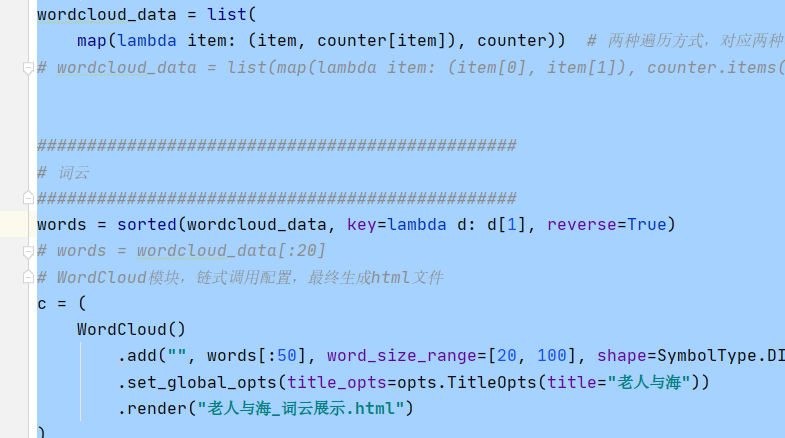 wordcloud_data = list(
    map(lambda item: (item, counter[item]), counter))  # 两种遍历方式，对应两种
# wordcloud_data = list(map(lambda item: (item[0], item[1]), counter.items(
################################################
# 词云
################################################
words = sorted(wordcloud_data, key=lambda d: d[1], reverse=True)
# words = wordcloud_data[:20]
# WordCloud模块，链式调用配置，最终生成html文件
c = (
    WordCloud()
        .add("", words[:50], word_size_range=[20, 100], shape=SymbolType.DI
        .set_global_opts(title_opts=opts.TitleOpts(title="老人与海"))
        .render("老人与海_词云展示.html")
)